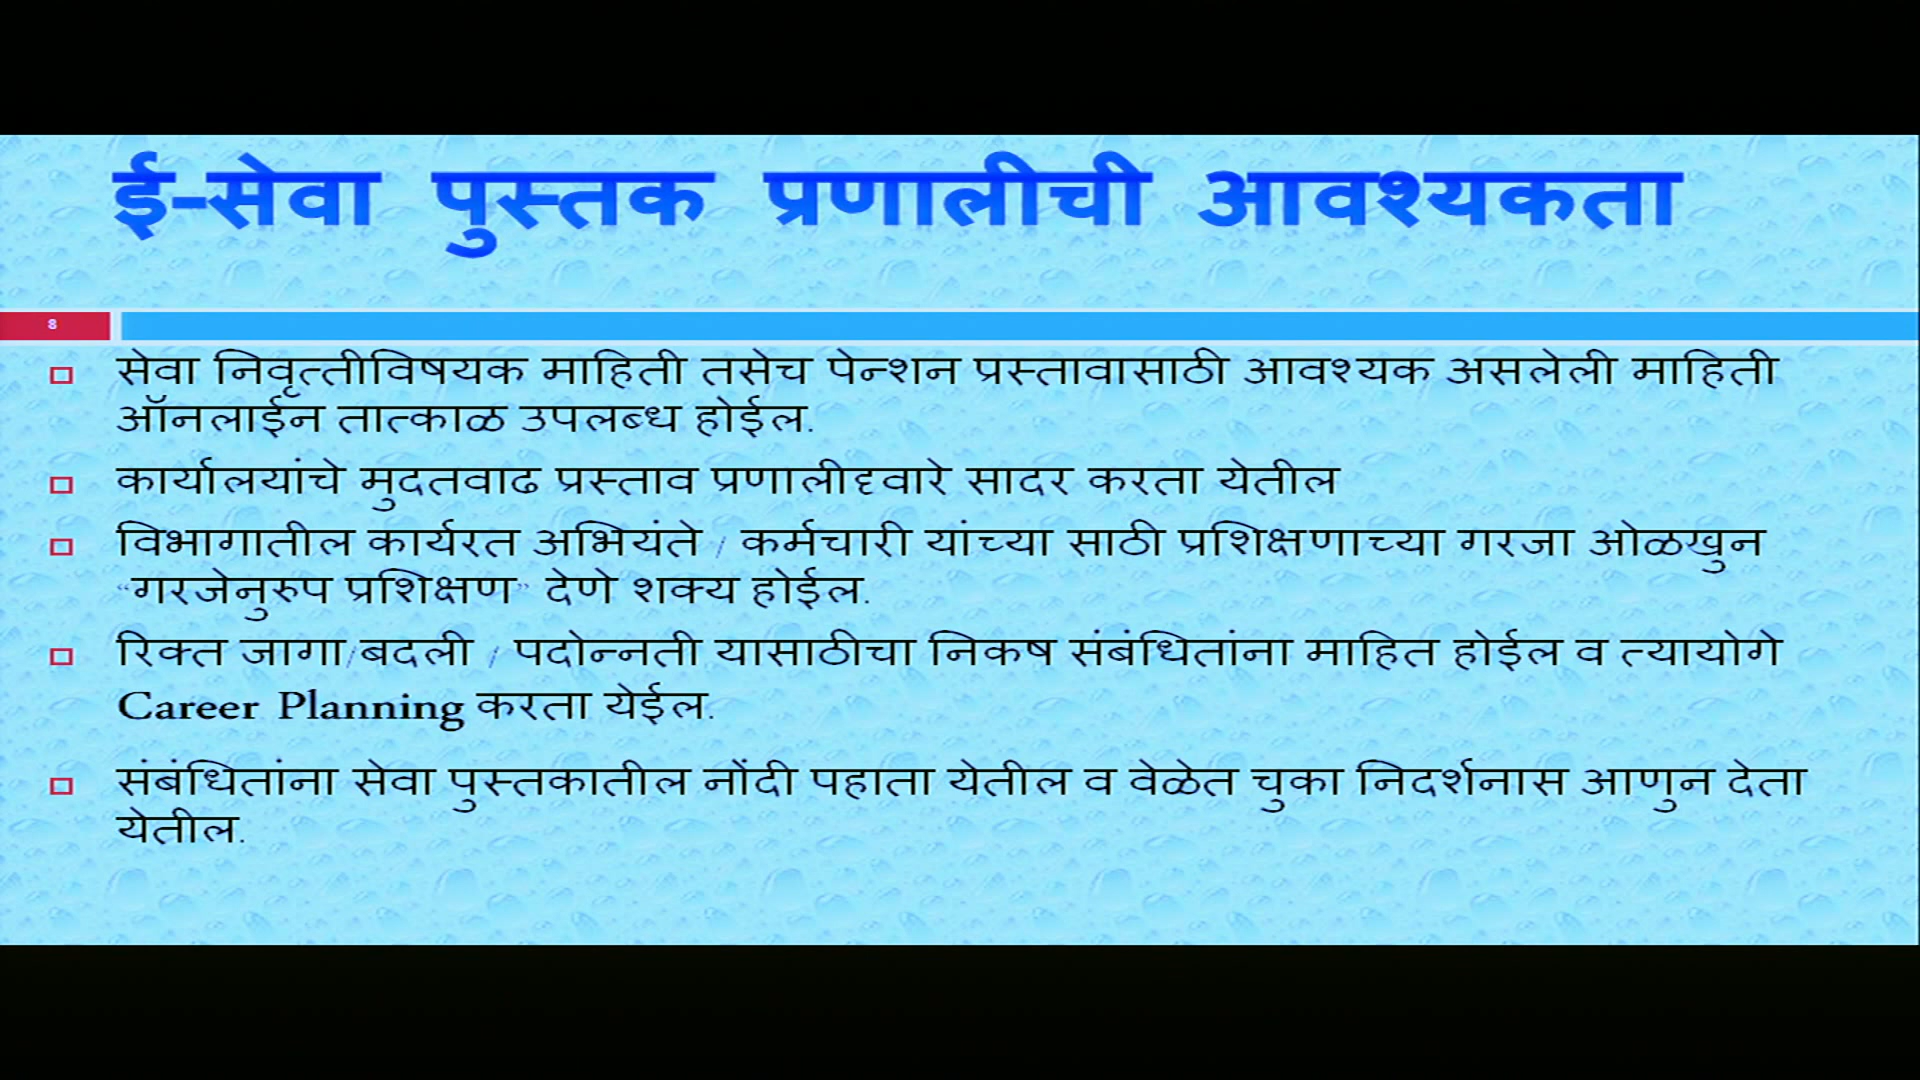 ई-सेवा पुस्तक प्रणालीची आवश्यकता
8
सेवा निवृत्तीविषयक माहिती तसेच पेन्शन प्रस्तावासाठी आवश्यक असलेली माहिती
ऑनलाईन तात्काळ उपलब्ध होईल.
कार्यालयांचे मुदतवाढ प्रस्ताव प्रणालीद्दवारे सादर करता येतील
विभागातील कार्यरत अभियंते / कर्मचारी यांच्या साठी प्रशिक्षणाच्या गरजा ओळखुन
“गरजेनुरुप प्रशिक्षण” देणे शक्य होईल.
रिक्त जागा/बदली / पदोन्नती यासाठीचा निकष संबंधितांना माहित होईल व त्यायोगे
Career Planning करता येईल.
संबंधितांना सेवा पुस्तकातील नोंदी पहाता येतील व वेळेत चुका निदर्शनास आणुन देता
येतील.